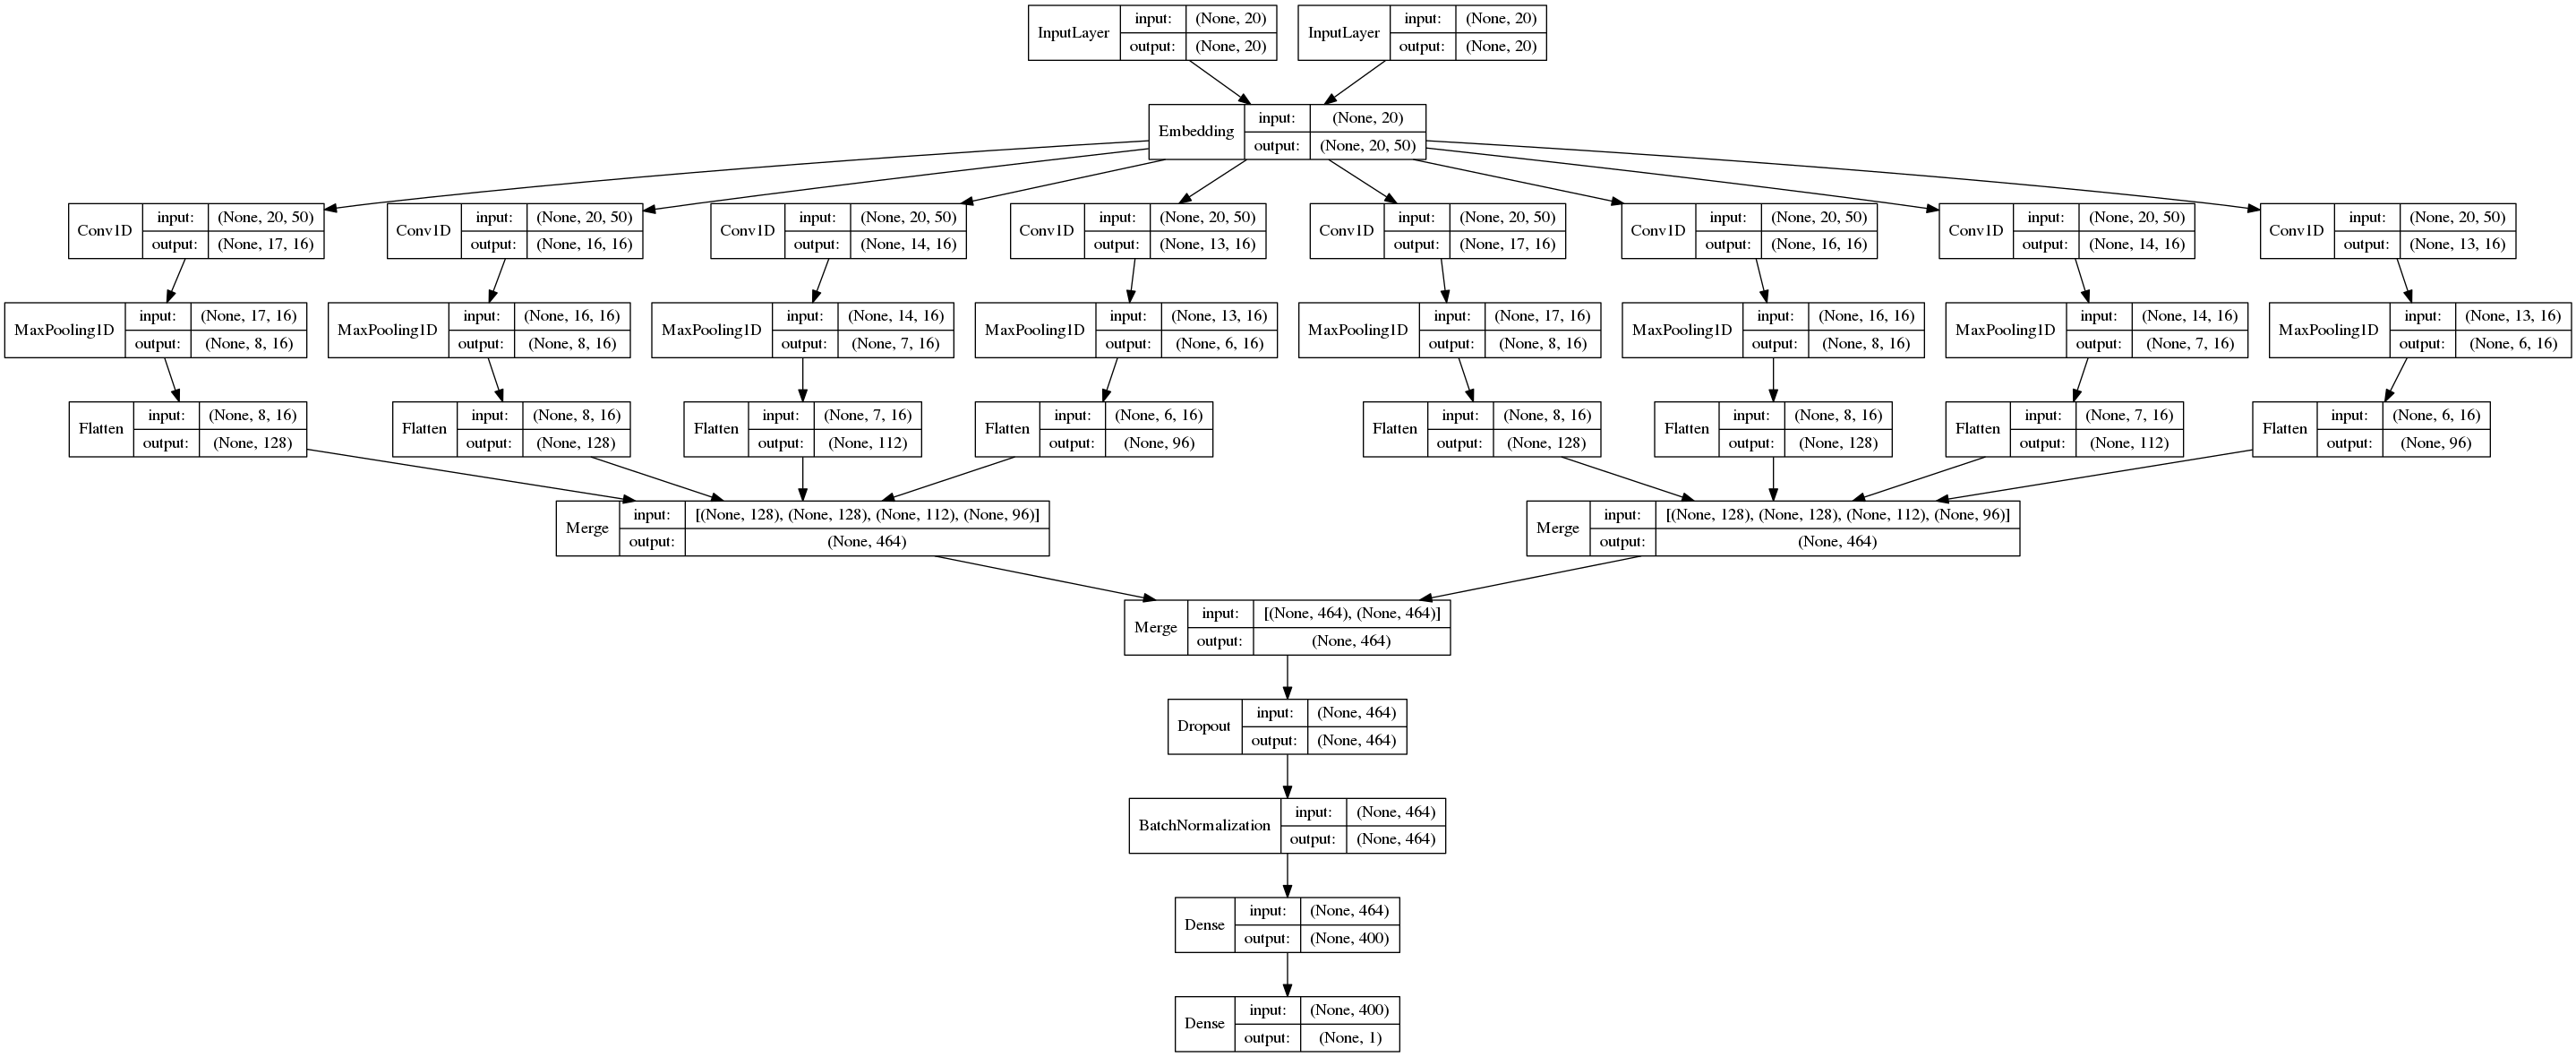 InputLayer input: (None, 20)
output: (None, 20)
InputLayer input: (None, 20)
output: (None, 20)
Embedding input: (None, 20)
output: (None, 20, 50)
Conv1D input: (None, 20, 50)
output: (None, 17, 16)
Conv1D input: (None, 20, 50)
output: (None, 16, 16)
Conv1D input: (None, 20, 50)
output: (None, 14, 16)
Conv1D input: (None, 20, 50)
output: (None, 13, 16)
Conv1D input: (None, 20, 50)
output: (None, 17, 16)
Conv1D input: (None, 20, 50)
output: (None, 16, 16)
Conv1D input: (None, 20, 50)
output: (None, 14, 16)
Conv1D input: (None, 20, 50)
output: (None, 13, 16)
MaxPooling1D input: (None, 17, 16)
output: (None, 8, 16)
MaxPooling1D input: (None, 16, 16)
output: (None, 8, 16)
MaxPooling1D input: (None, 14, 16)
output: (None, 7, 16)
MaxPooling1D input: (None, 13, 16)
output: (None, 6, 16)
MaxPooling1D input: (None, 17, 16)
output: (None, 8, 16)
MaxPooling1D input: (None, 16, 16)
output: (None, 8, 16)
MaxPooling1D input: (None, 14, 16)
output: (None, 7, 16)
MaxPooling1D input: (None, 13, 16)
output: (None, 6, 16)
Flatten input: (None, 8, 16)
output: (None, 128)
Flatten input: (None, 8, 16)
output: (None, 128)
Flatten input: (None, 7, 16)
output: (None, 112)
Flatten input: (None, 6, 16)
output: (None, 96)
Flatten input: (None, 8, 16)
output: (None, 128)
Flatten input: (None, 8, 16)
output: (None, 128)
Flatten input: (None, 7, 16)
output: (None, 112)
Flatten input: (None, 6, 16)
output: (None, 96)
Merge input: [(None, 128), (None, 128), (None, 112), (None, 96)]
output: (None, 464)
Merge input: [(None, 128), (None, 128), (None, 112), (None, 96)]
output: (None, 464)
Merge input: [(None, 464), (None, 464)]
output: (None, 464)
Dropout input: (None, 464)
output: (None, 464)
BatchNormalization input: (None, 464)
output: (None, 464)
Dense input: (None, 464)
output: (None, 400)
Dense input: (None, 400)
output: (None, 1)